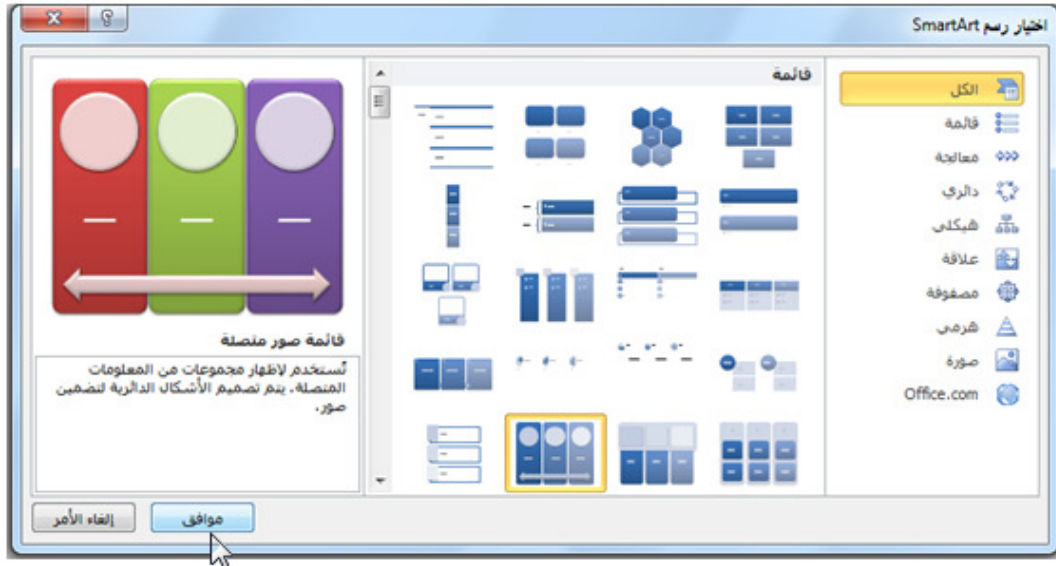 اختيار رسم SmartArt
الكل
قائمة
معالجة
دائري
هيكلي
علاقة
مصفوفة
هرمي
صورة
Office.com
قائمة
قائمة صور متصلة
تُستخدم لإظهار مجموعات من المعلومات
المتصلة. يتم تصميم الأشكال الدائرية لتضمين
صور.
موافق
إلغاء الأمر